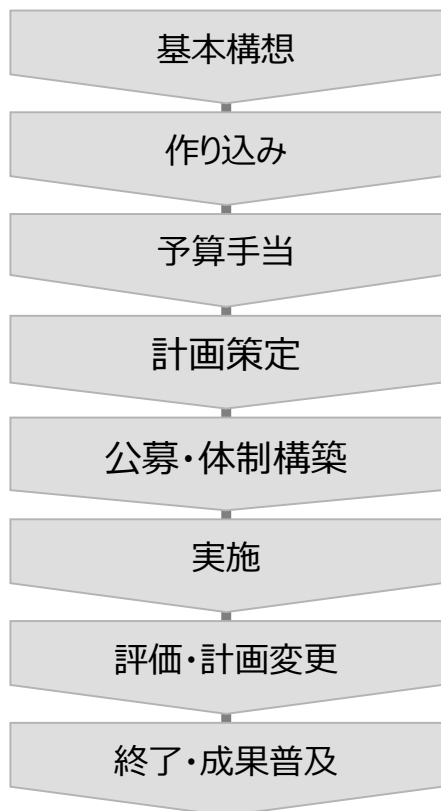 基本構想
作り込み
予算手当
計画策定
公募・体制構築
実施
評価・計画変更
終了・成果普及